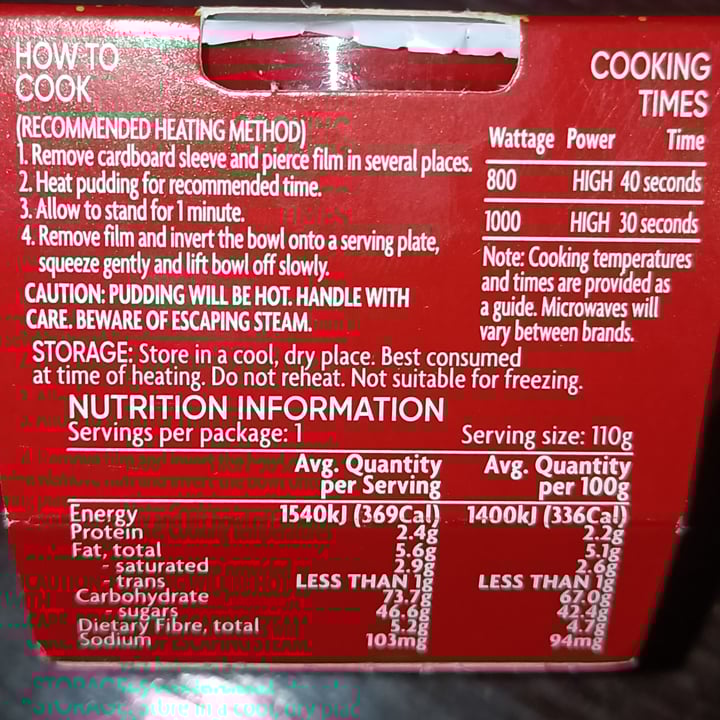 HOW TO
COOK
(RECOMMENDED HEATING METHOD)
1. Remove cardboard sleeve and pierce film in several places.
2. Heat pudding for recommended time.
3. Allow to stand for 1 minute.
4. Remove film and invert the bowl onto a serving plate,
squeeze gently and lift bowl off slowly.
CAUTION: PUDDING WILL BE HOT. HANDLE WITH
CARE. BEWARE OF ESCAPING STEAM.
COOKING
TIMES
Wattage Power Time
800 HIGH 40 seconds
1000 HIGH 30 seconds
Note: Cooking temperatures
and times are provided as
a guide. Microwaves will
vary between brands.
STORAGE: Store in a cool, dry place. Best consumed
at time of heating. Do not reheat. Not suitable for freezing.
NUTRITION INFORMATION
Servings per package: 1 Serving size: 110g
Avg. Quantity Avg. Quantity
per Serving per 100g
Energy 1540kJ (369Cal) 1400kJ (336Cal)
Protein 2.4g 2.2g
Fat, total 5.6g 5.1g
- saturated 2.9g 2.6g
- trans LESS THAN 1g LESS THAN 1g
Carbohydrate 73.7g 67.0g
- sugars 46.6g 42.4g
Dietary Fibre, total 5.2g 4.7g
Sodium 103mg 94mg